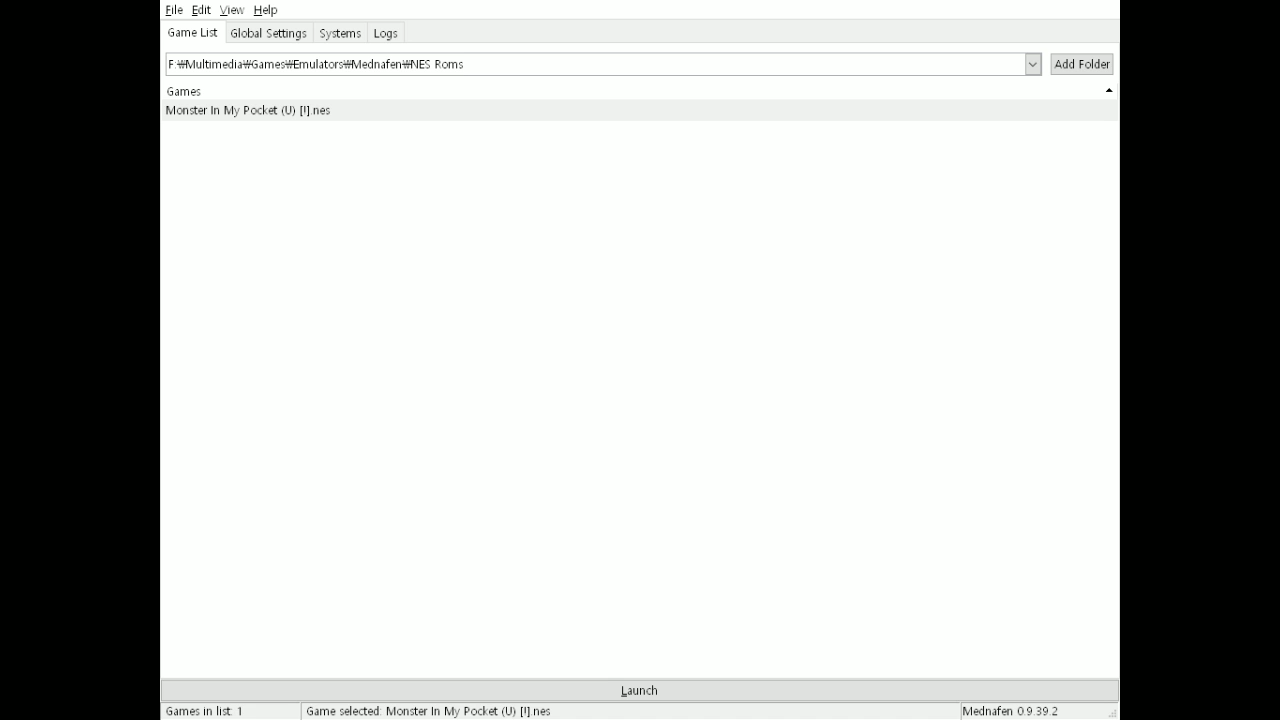 File Edit View Help
Game List Global Settings Systems Logs
F:₩Multimedia₩Games₩Emulators₩Mednafen₩NES Roms Add Folder
Games
Monster In My Pocket (U) [!].nes
Launch
Games in list: 1 Game selected: Monster In My Pocket (U) [!].nes Mednafen 0.9.39.2